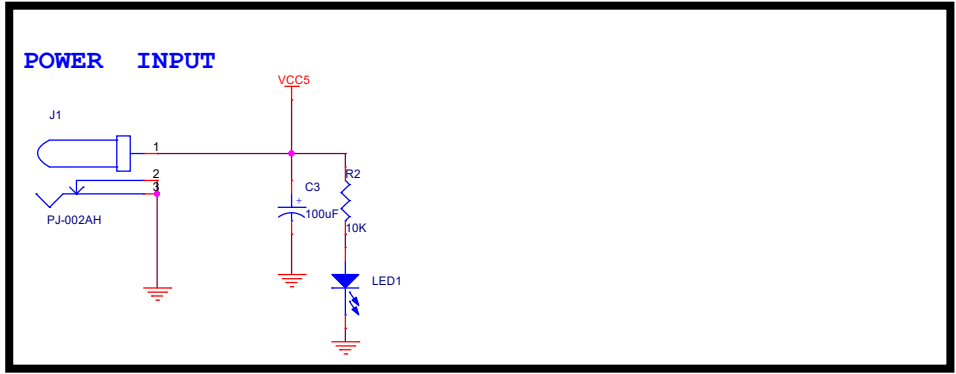 POWER INPUT
VCC5
J1
1
2
3
PJ-002AH
C3
+
100uF
R2
10K
LED1